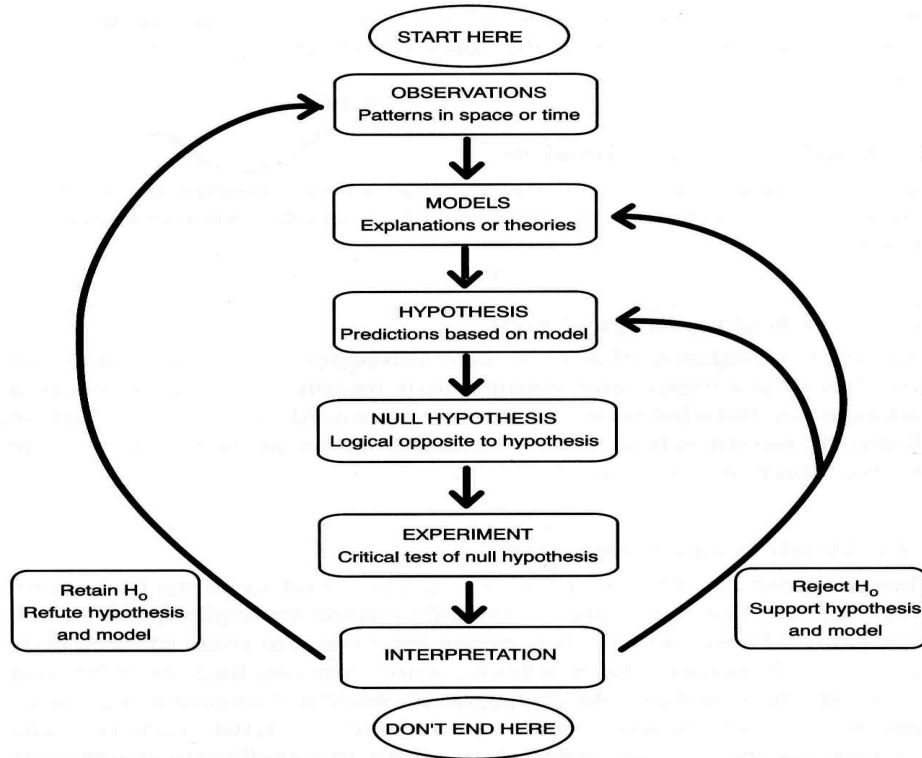 START HERE
OBSERVATIONS
Patterns in space or time
MODELS
Explanations or theories
HYPOTHESIS
Predictions based on model
NULL HYPOTHESIS
Logical opposite to hypothesis
EXPERIMENT
Critical test of null hypothesis
Retain Ho
Refute hypothesis
and model
Reject Ho
Support hypothesis
and model
INTERPRETATION
DON'T END HERE